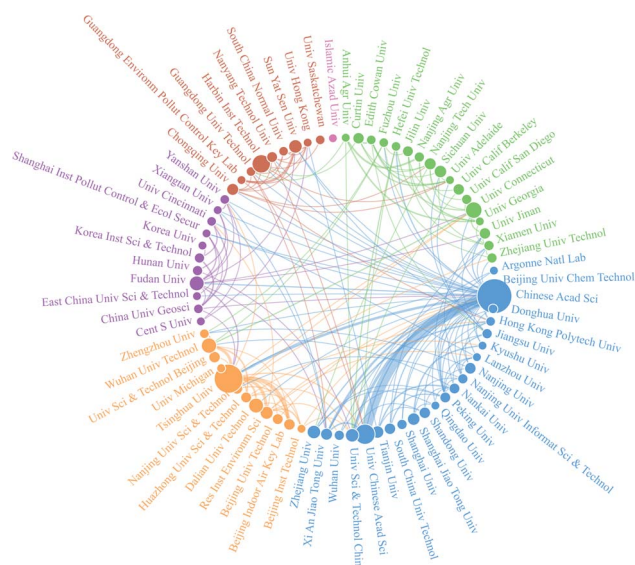 Islamic Azad Univ
Anhui Agr Univ
Curtin Univ
Edith Cowan Univ
Fuzhou Univ
Hefei Univ Technol
Jilin Univ
Nanjing Agr Univ
Nanjing Tech Univ
Sichuan Univ
Univ Adelaide
Univ Calif Berkeley
Univ Calif San Diego
Univ Connecticut
Univ Georgia
Univ Jinan
Xiamen Univ
Zhejiang Univ Technol
Argonne Natl Lab
Beijing Univ Chem Technol
Chinese Acad Sci
Donghua Univ
Hong Kong Polytech Univ
Jiangsu Univ
Kyushu Univ
Lanzhou Univ
Nanjing Univ
Nanjing Univ Informat Sci & Technol
Nankai Univ
Peking Univ
Qingdao Univ
Shandong Univ
Shanghai Jiao Tong Univ
Shanghai Univ
South China Univ Technol
Tianjin Univ
Univ Chinese Acad Sci
Univ Sci & Technol Chin
Wuhan Univ
Xi An Jiao Tong Univ
Zhejiang Univ
Beijing Inst Technol
Beijing Indoor Air Key Lab
Beijing Univ Technol
Res Inst Environm Sci
Dalian Univ Technol
Huazhong Univ Sci & Technol
Nanjing Univ Sci & Technol
Tsinghua Univ
Univ Michigan
Univ Sci & Technol Beijing
Wuhan Univ Technol
Zhengzhou Univ
Cent S Univ
China Univ Geosci
East China Univ Sci & Technol
Fudan Univ
Hunan Univ
Korea Inst Sci & Technol
Korea Univ
Shanghai Inst Pollut Control & Ecol Secur
Univ Cincinnati
Xiangtan Univ
Yanshan Univ
Chongqing Univ
Guangdong Environm Pollut Control Key Lab
Guangdong Univ Technol
Harbin Inst Technol
Nanyang Technol Univ
South China Normal Univ
Sun Yat Sen Univ
Univ Hong Kong
Univ Saskatchewan